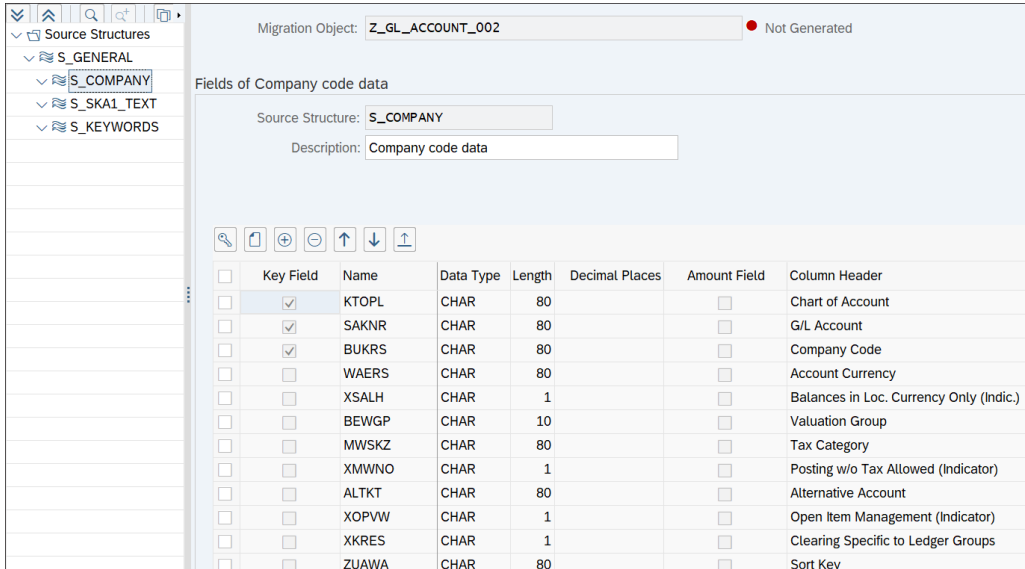 Source Structures
S_GENERAL
S_COMPANY
S_SKA1_TEXT
S_KEYWORDS
Migration Object: Z_GL_ACCOUNT_002 Not Generated
Fields of Company code data
Source Structure: S_COMPANY
Description: Company code data
Key Field Name Data Type Length Decimal Places Amount Field Column Header
KTOPL CHAR 80 Chart of Account
SAKNR CHAR 80 G/L Account
BUKRS CHAR 80 Company Code
WAERS CHAR 80 Account Currency
XSALH CHAR 1 Balances in Loc. Currency Only (Indic.)
BEWGP CHAR 10 Valuation Group
MWSKZ CHAR 80 Tax Category
XMWNO CHAR 1 Posting w/o Tax Allowed (Indicator)
ALTKT CHAR 80 Alternative Account
XOPVW CHAR 1 Open Item Management (Indicator)
XKRES CHAR 1 Clearing Specific to Ledger Groups
ZUAWA CHAR 80 Sort Key